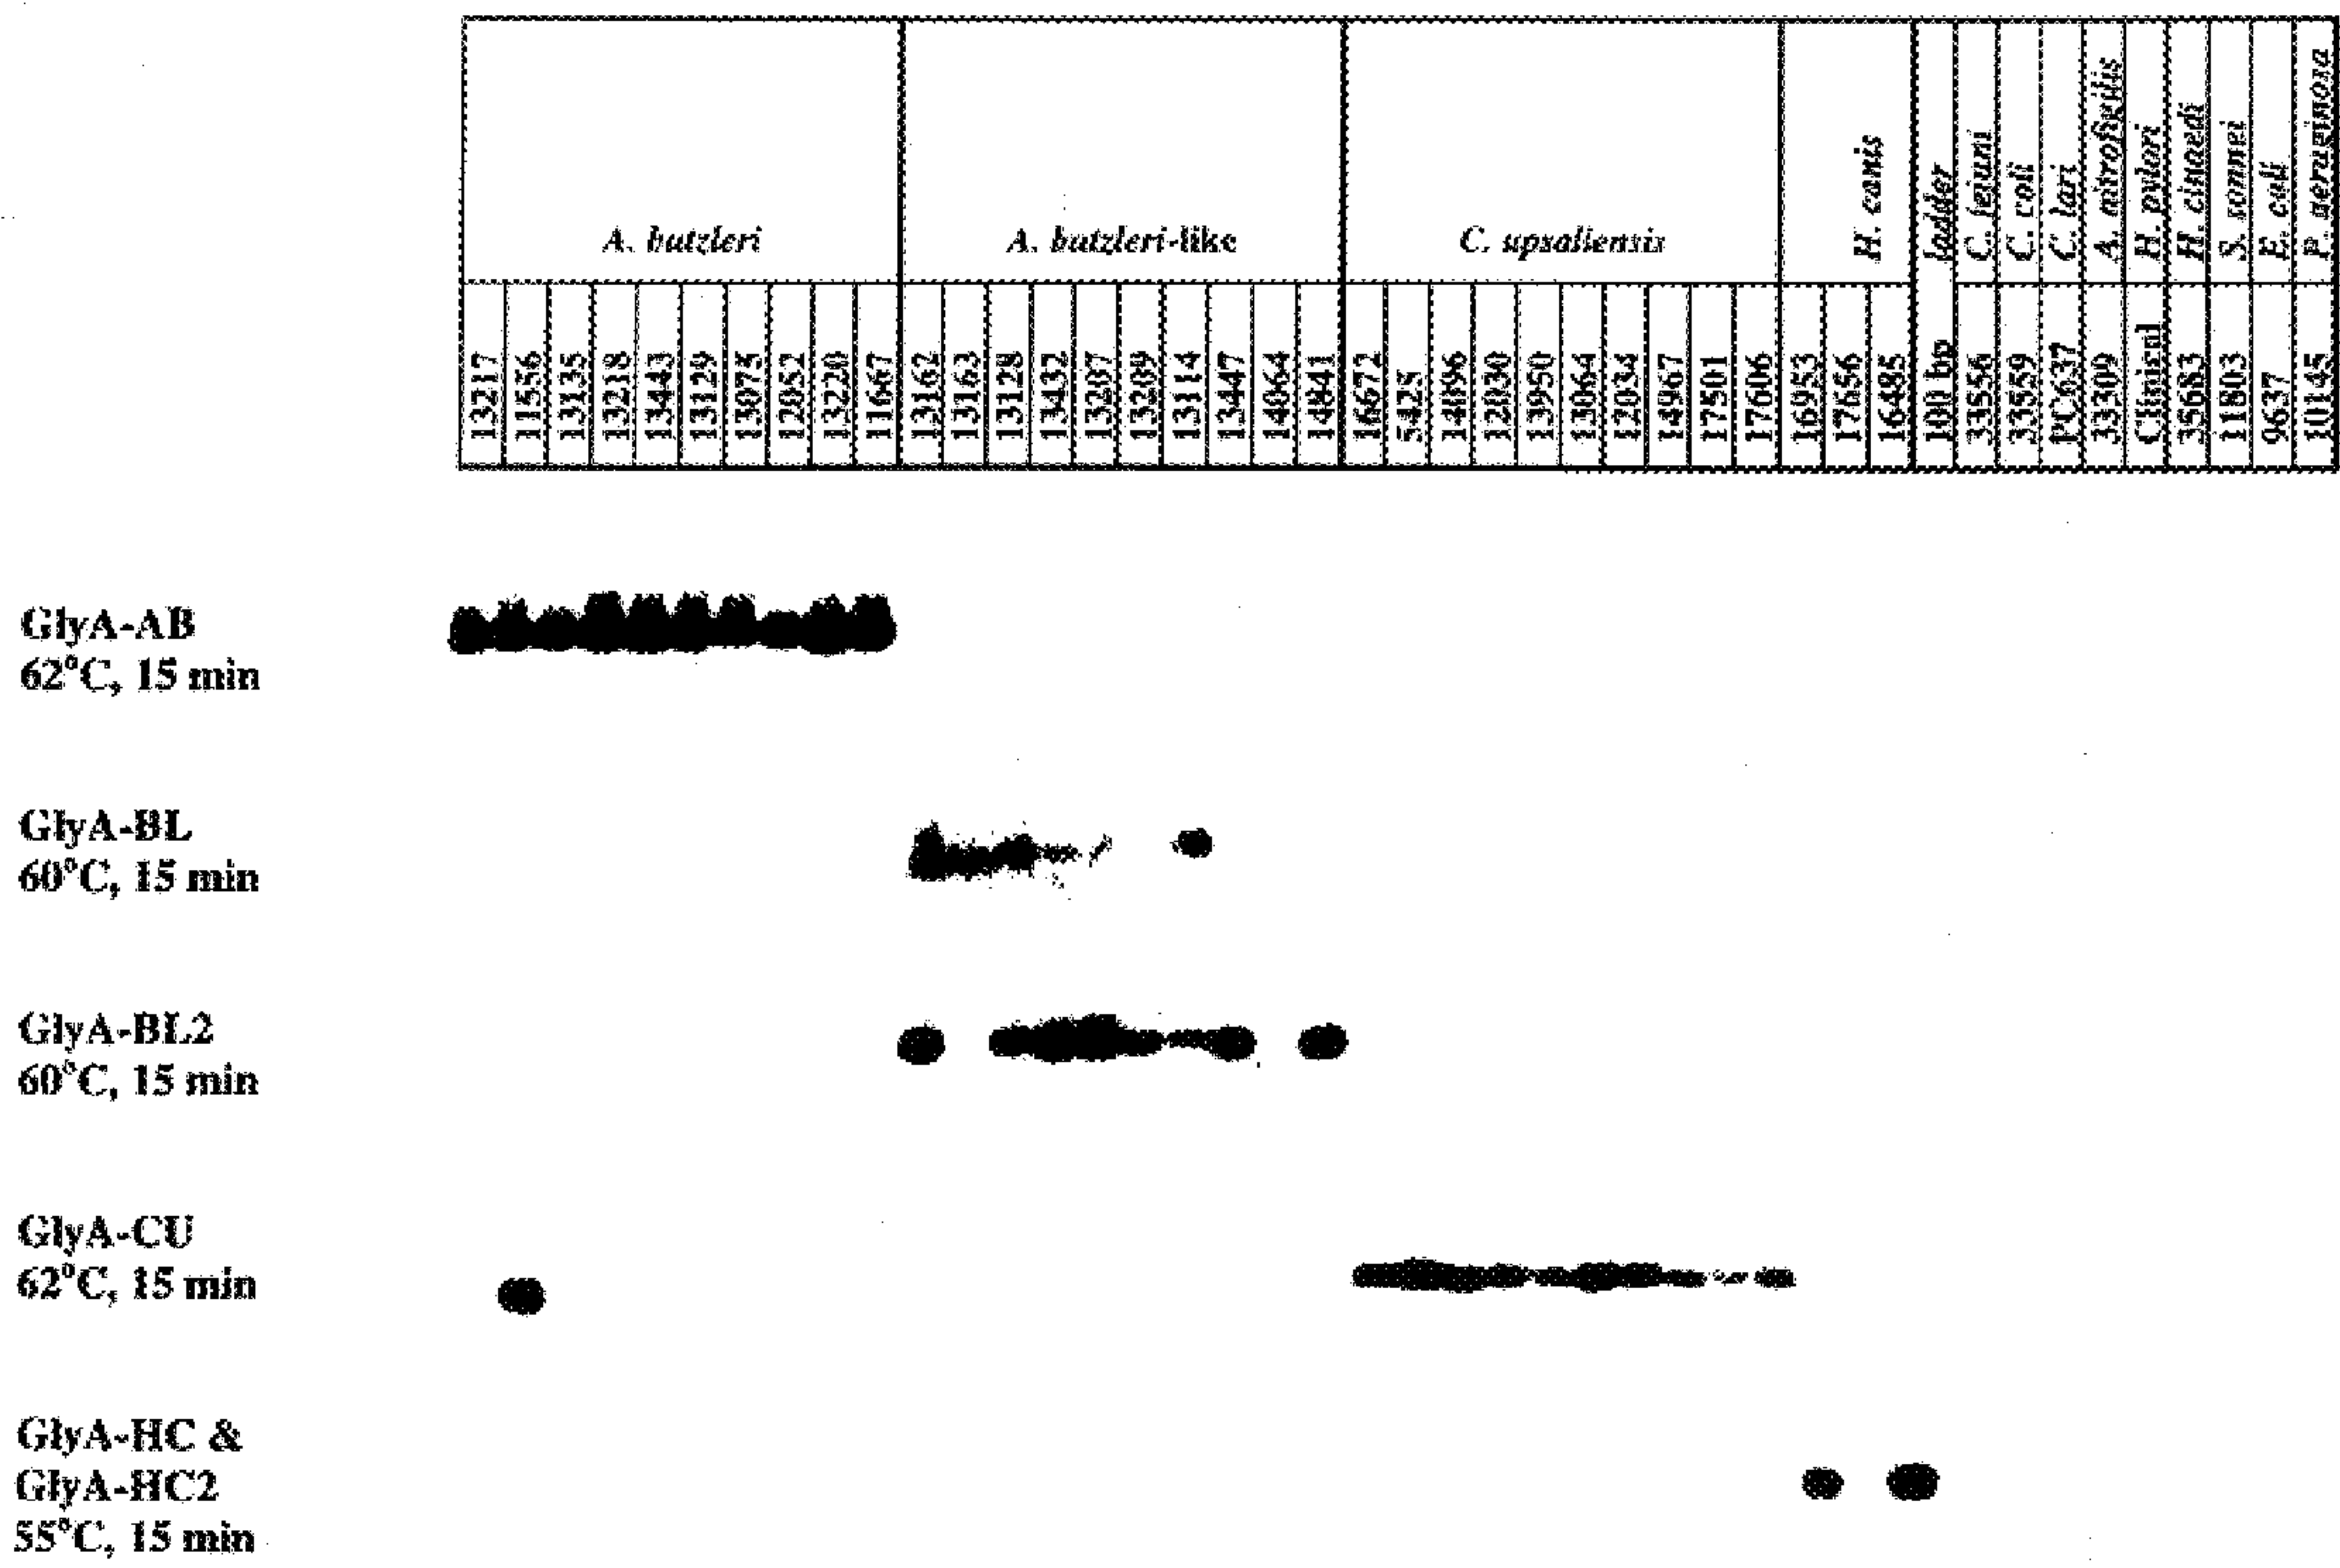 A. butzleri
A. butzleri-like
C. upsaliensis
H. canis
ladder
C. jejuni
C. coli
C. lari
A. nitrofigilis
H. pylori
H. cinaedi
S. sonnei
E. coli
P. aeruginosa
13217
11556
13135
13218
13443
13129
13075
12852
13220
11667
13162
13163
13128
13432
13207
13209
13114
13447
14064
14841
16672
5425
14096
12030
13950
13064
12034
14967
17501
17606
16953
17656
16485
100 bp
33556
33559
PC637
33309
Clinical
35683
11803
9637
10145
GlyA-AB
62°C, 15 min
GlyA-BL
60°C, 15 min
GlyA-BL2
60°C, 15 min
GlyA-CU
62°C, 15 min
GlyA-HC &
GlyA-HC2
55°C, 15 min